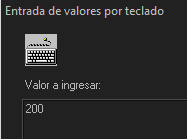 Entrada de valores por teclado
Valor a ingresar:
200